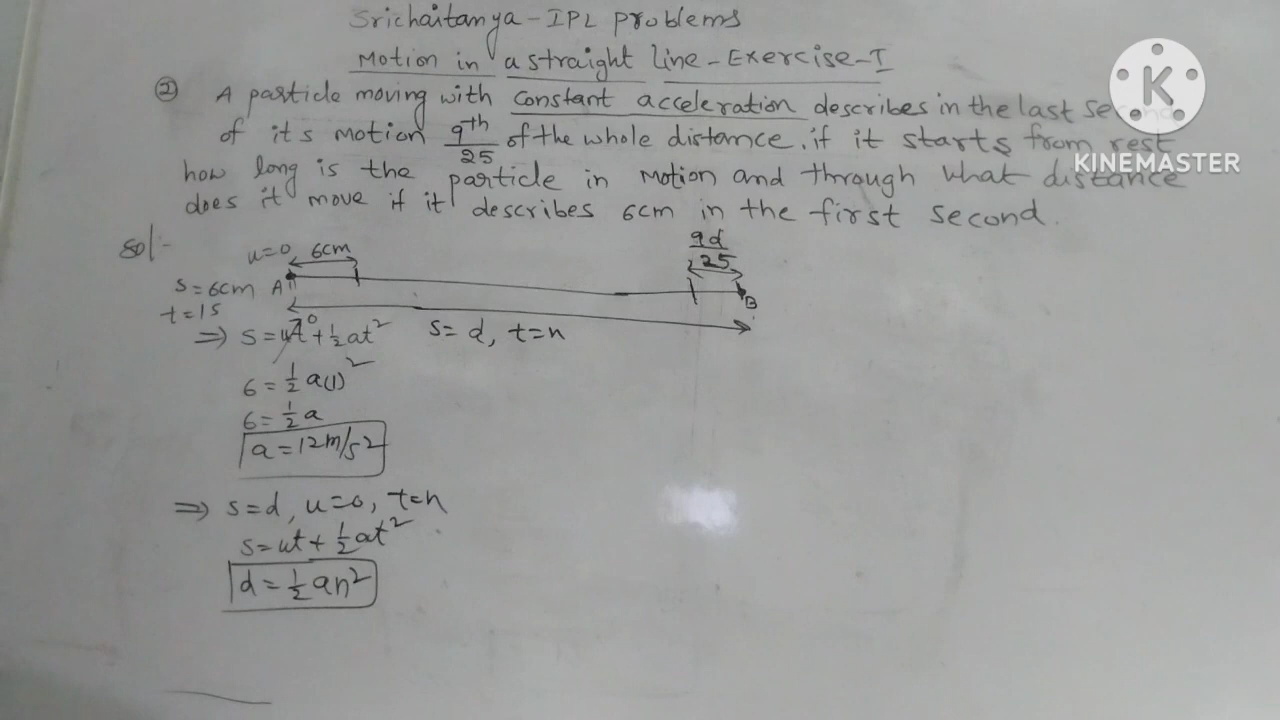 Srichaitanya - IPL problems
Motion in a straight line - Exercise - I
② A particle moving with constant acceleration describes in the last second
of its motion 9th/25 of the whole distance. if it starts from rest
how long is the particle in motion and through what distance
does it move if it describes 6cm in the first second.
K
KINEMASTER
sol:-
u=0 6cm
9d/25
s=6cm A
B
t=1s
s=d, t=n
⇒ s=ut⁰+½at²
6=½a(1)²
6=½a
a=12m/s²
⇒ s=d, u=0, t=n
s=ut+½at²
d=½an²